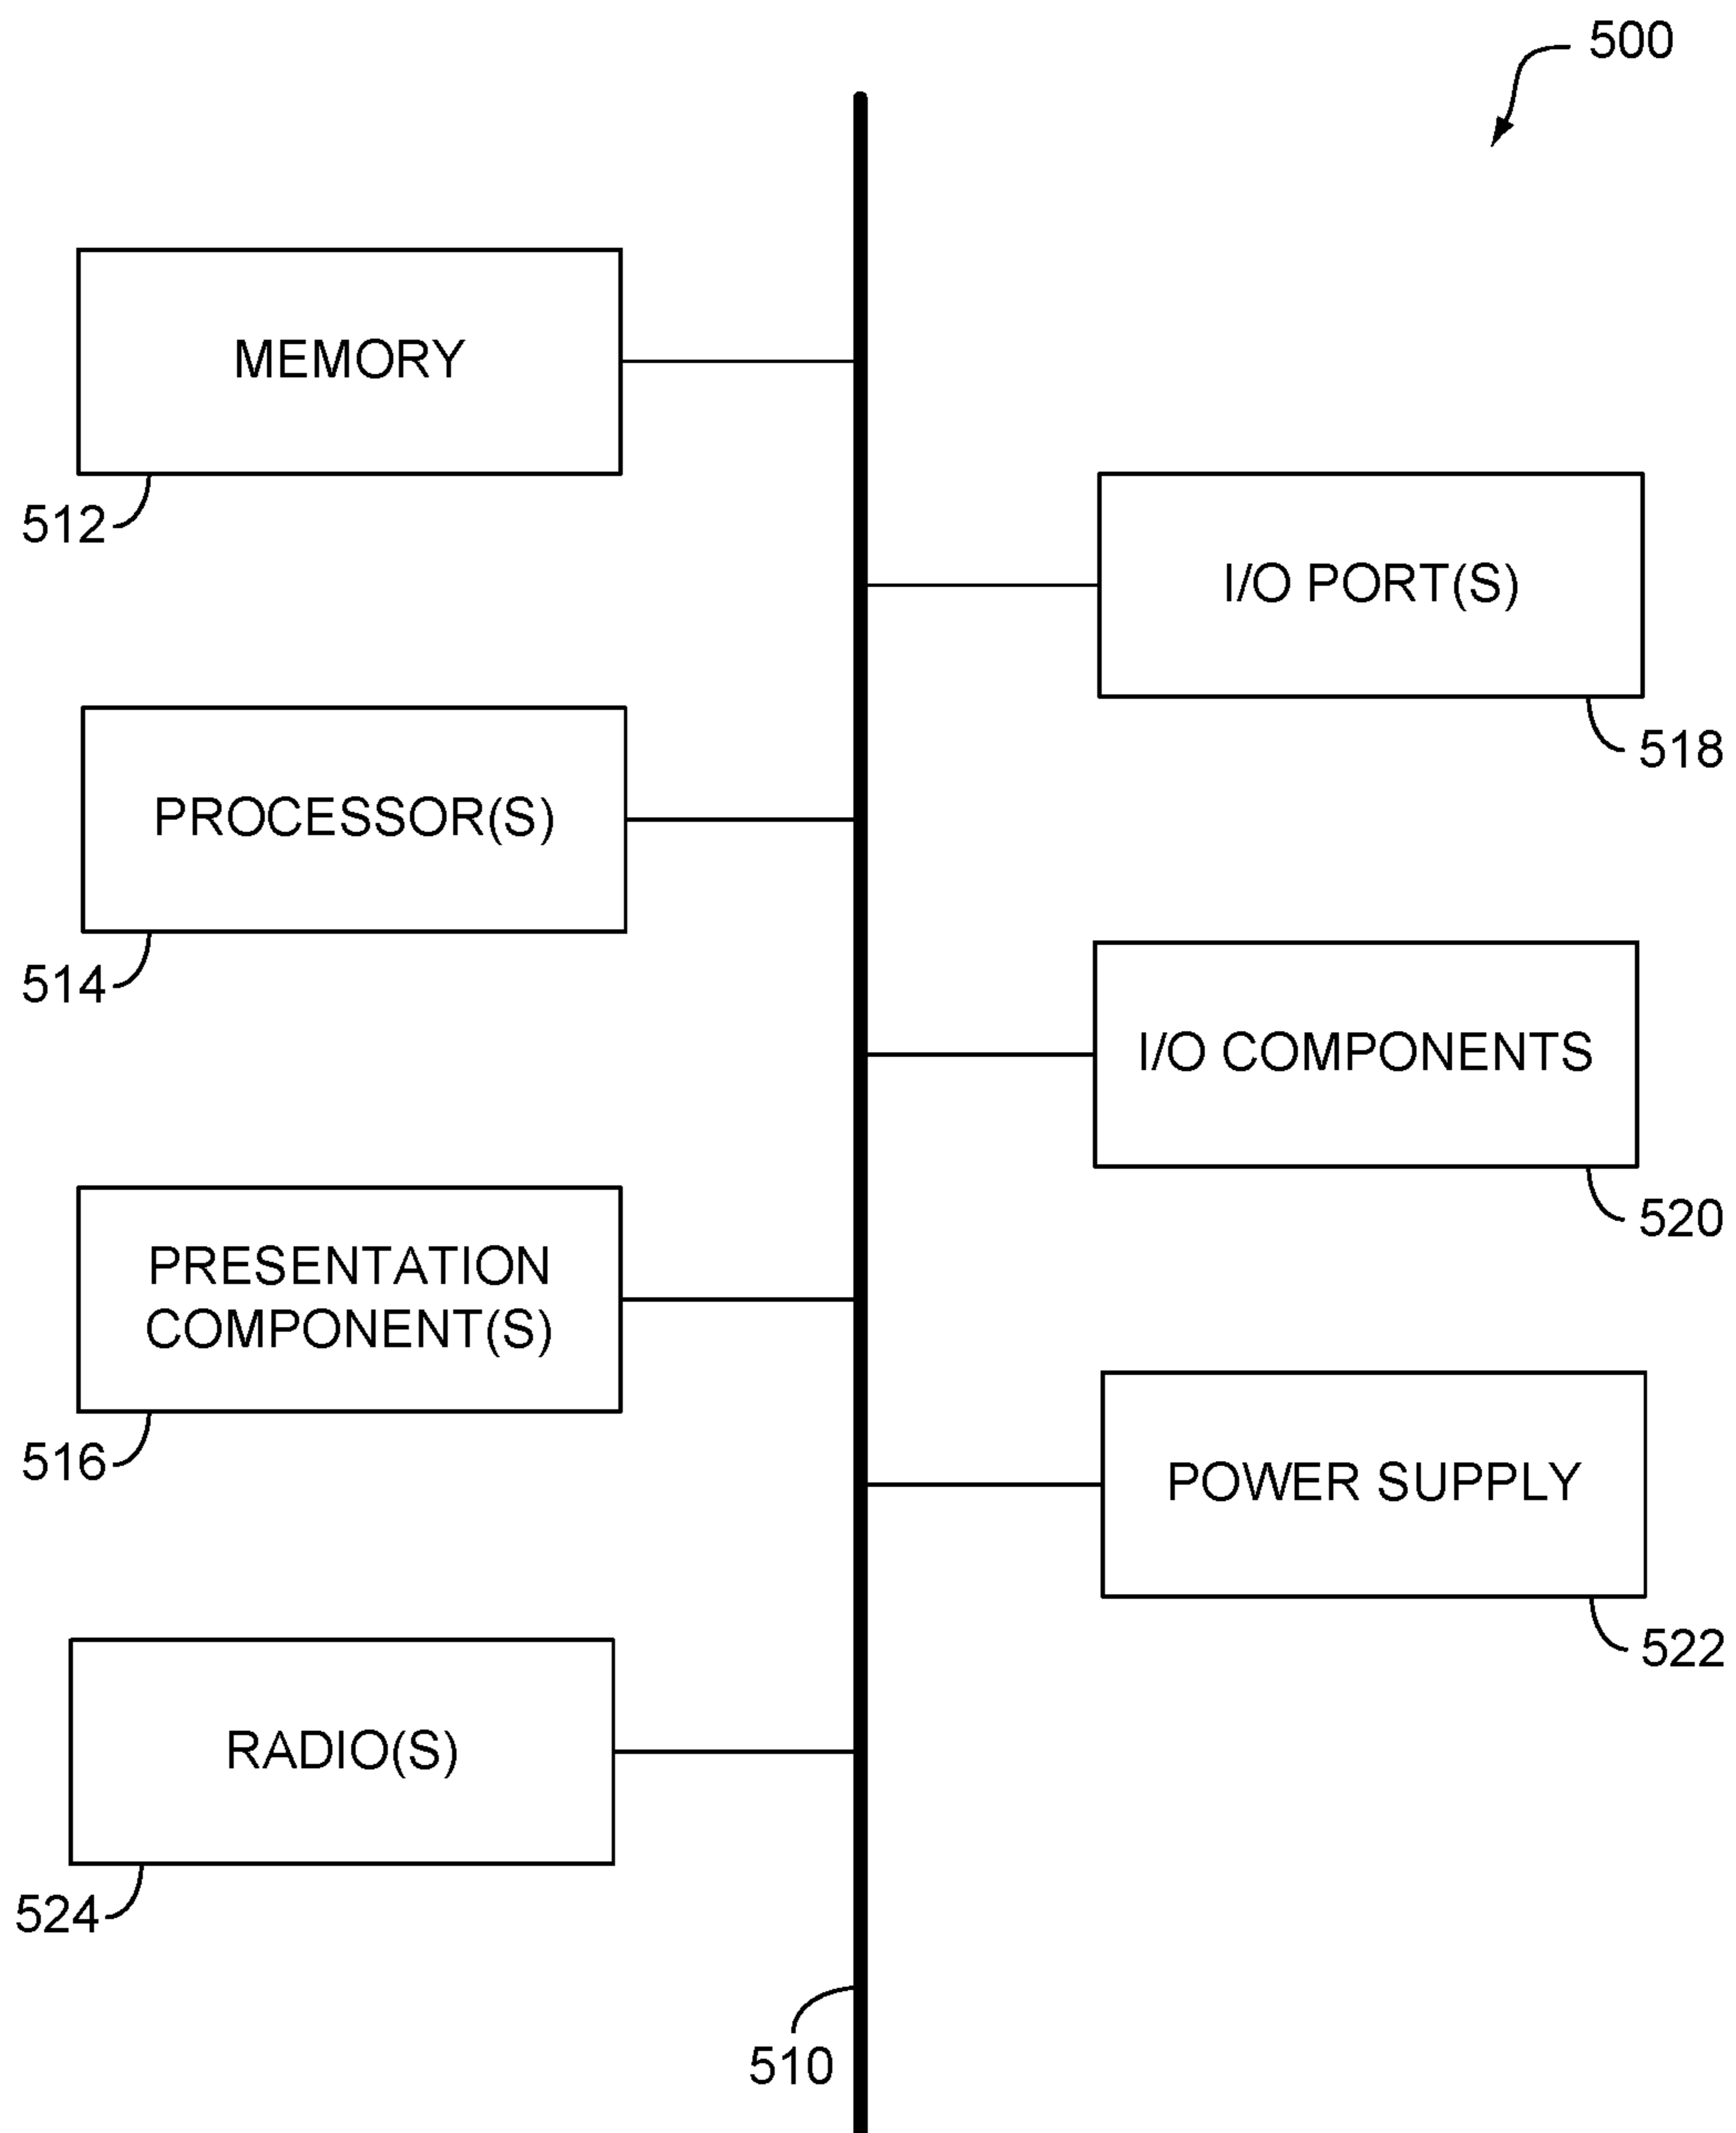 500
MEMORY
512
I/O PORT(S)
518
PROCESSOR(S)
514
I/O COMPONENTS
520
PRESENTATION
COMPONENT(S)
516
POWER SUPPLY
522
RADIO(S)
524
510